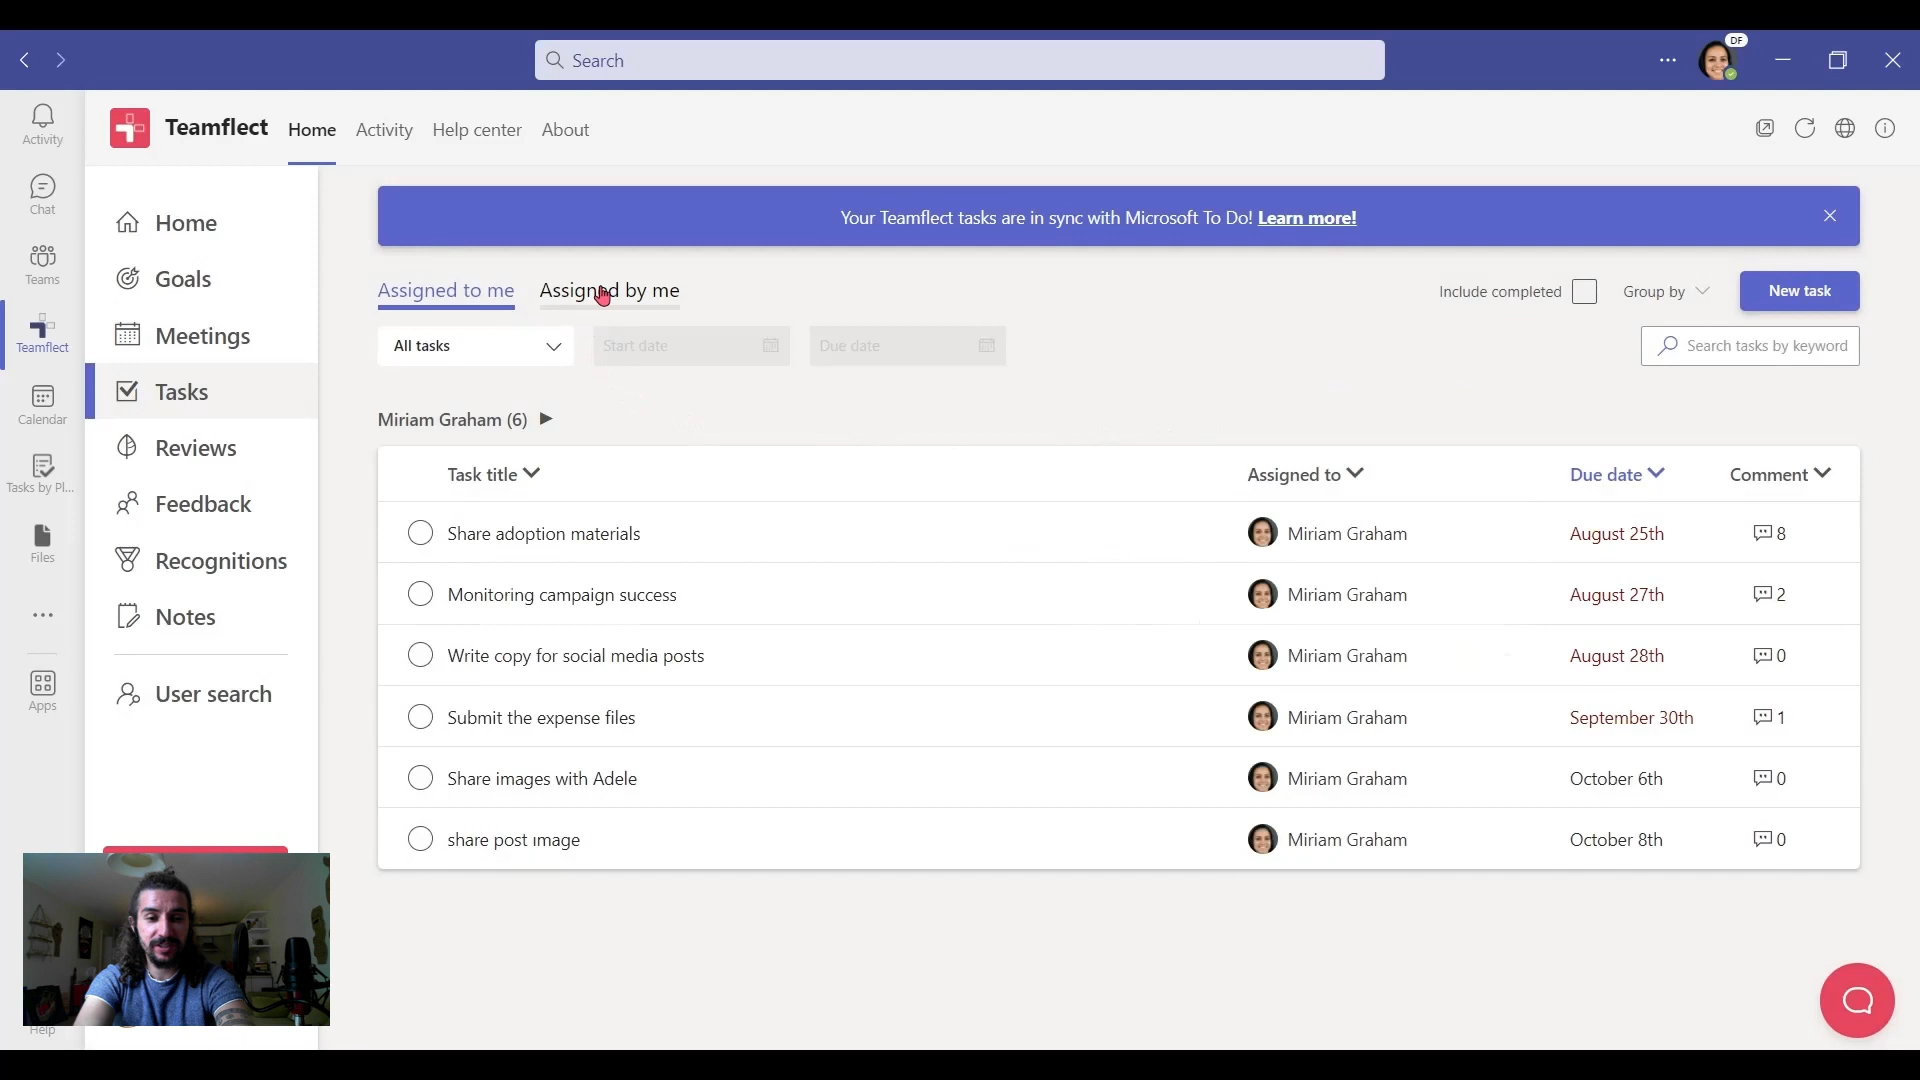 Search
DF
Activity
Chat
Teams
Teamflect
Calendar
Tasks by Pl...
Files
Apps
Help
Teamflect
Home
Activity
Help center
About
Home
Goals
Meetings
Tasks
Reviews
Feedback
Recognitions
Notes
User search
Your Teamflect tasks are in sync with Microsoft To Do! Learn more!
Assigned to me
Assigned by me
Include completed
Group by
New task
All tasks
Start date
Due date
Search tasks by keyword
Miriam Graham (6)
Task title
Assigned to
Due date
Comment
Share adoption materials
Miriam Graham
August 25th
8
Monitoring campaign success
Miriam Graham
August 27th
2
Write copy for social media posts
Miriam Graham
August 28th
0
Submit the expense files
Miriam Graham
September 30th
1
Share images with Adele
Miriam Graham
October 6th
0
share post ımage
Miriam Graham
October 8th
0